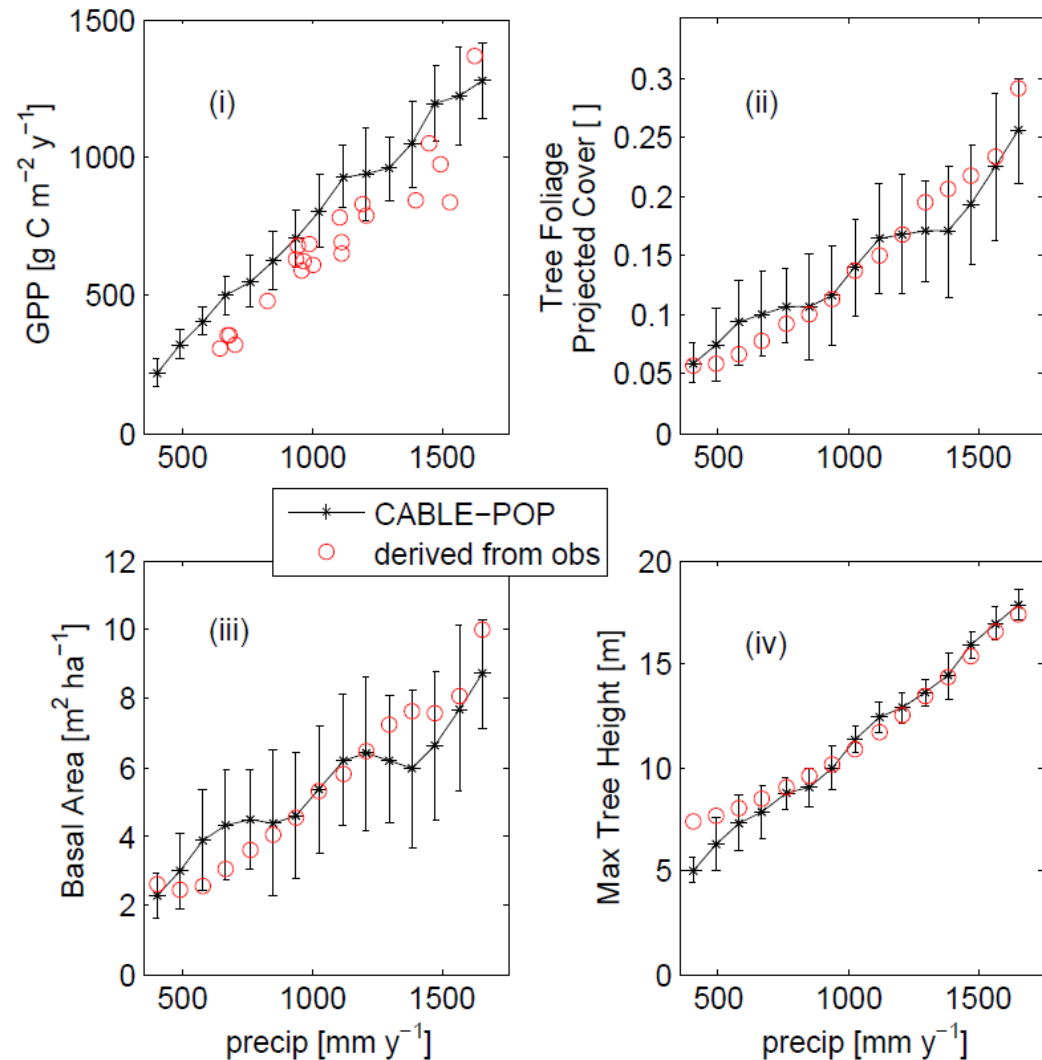 1500
1000
500
0
GPP [g C m⁻² y⁻¹]
(i)
500 1000 1500
0.3
0.25
0.2
0.15
0.1
0.05
0
Tree Foliage
Projected Cover [ ]
(ii)
500 1000 1500
CABLE−POP
derived from obs
12
10
8
6
4
2
0
Basal Area [m² ha⁻¹]
(iii)
500 1000 1500
precip [mm y⁻¹]
20
15
10
5
0
Max Tree Height [m]
(iv)
500 1000 1500
precip [mm y⁻¹]